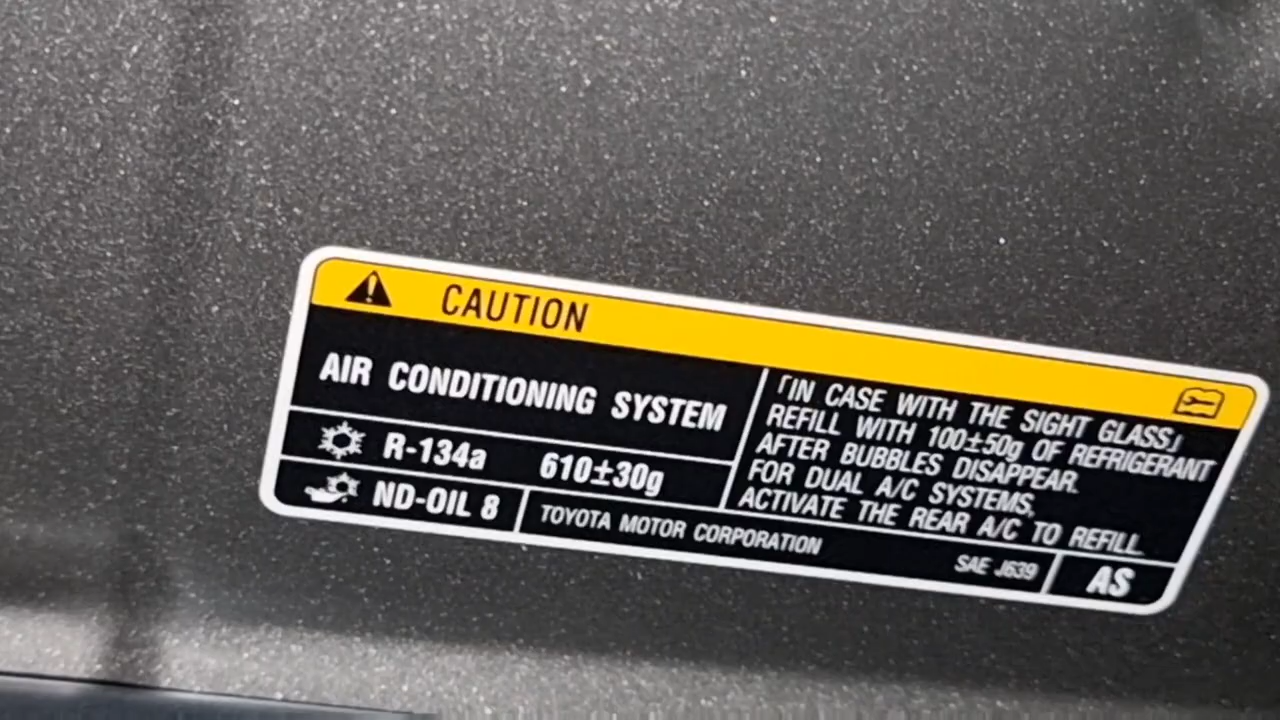 CAUTION
AIR CONDITIONING SYSTEM
R-134a 610±30g
ND-OIL 8
「IN CASE WITH THE SIGHT GLASS」
REFILL WITH 100±50g OF REFRIGERANT
AFTER BUBBLES DISAPPEAR.
FOR DUAL A/C SYSTEMS,
ACTIVATE THE REAR A/C TO REFILL.
TOYOTA MOTOR CORPORATION
SAE J639
AS